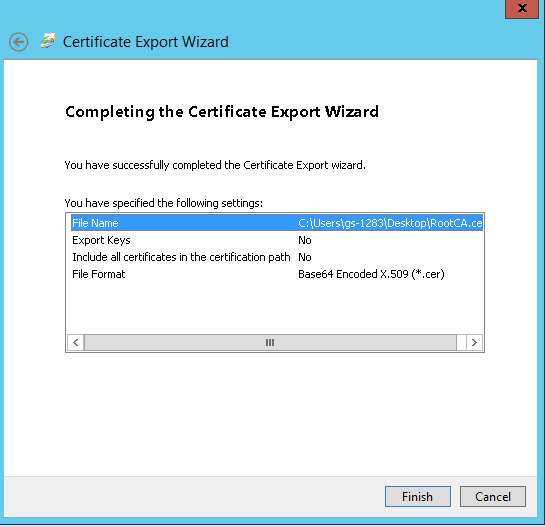 x
Certificate Export Wizard
Completing the Certificate Export Wizard
You have successfully completed the Certificate Export wizard.
You have specified the following settings:
File Name C:\Users\gs-1283\Desktop\RootCA.ce
Export Keys No
Include all certificates in the certification path No
File Format Base64 Encoded X.509 (*.cer)
Finish Cancel